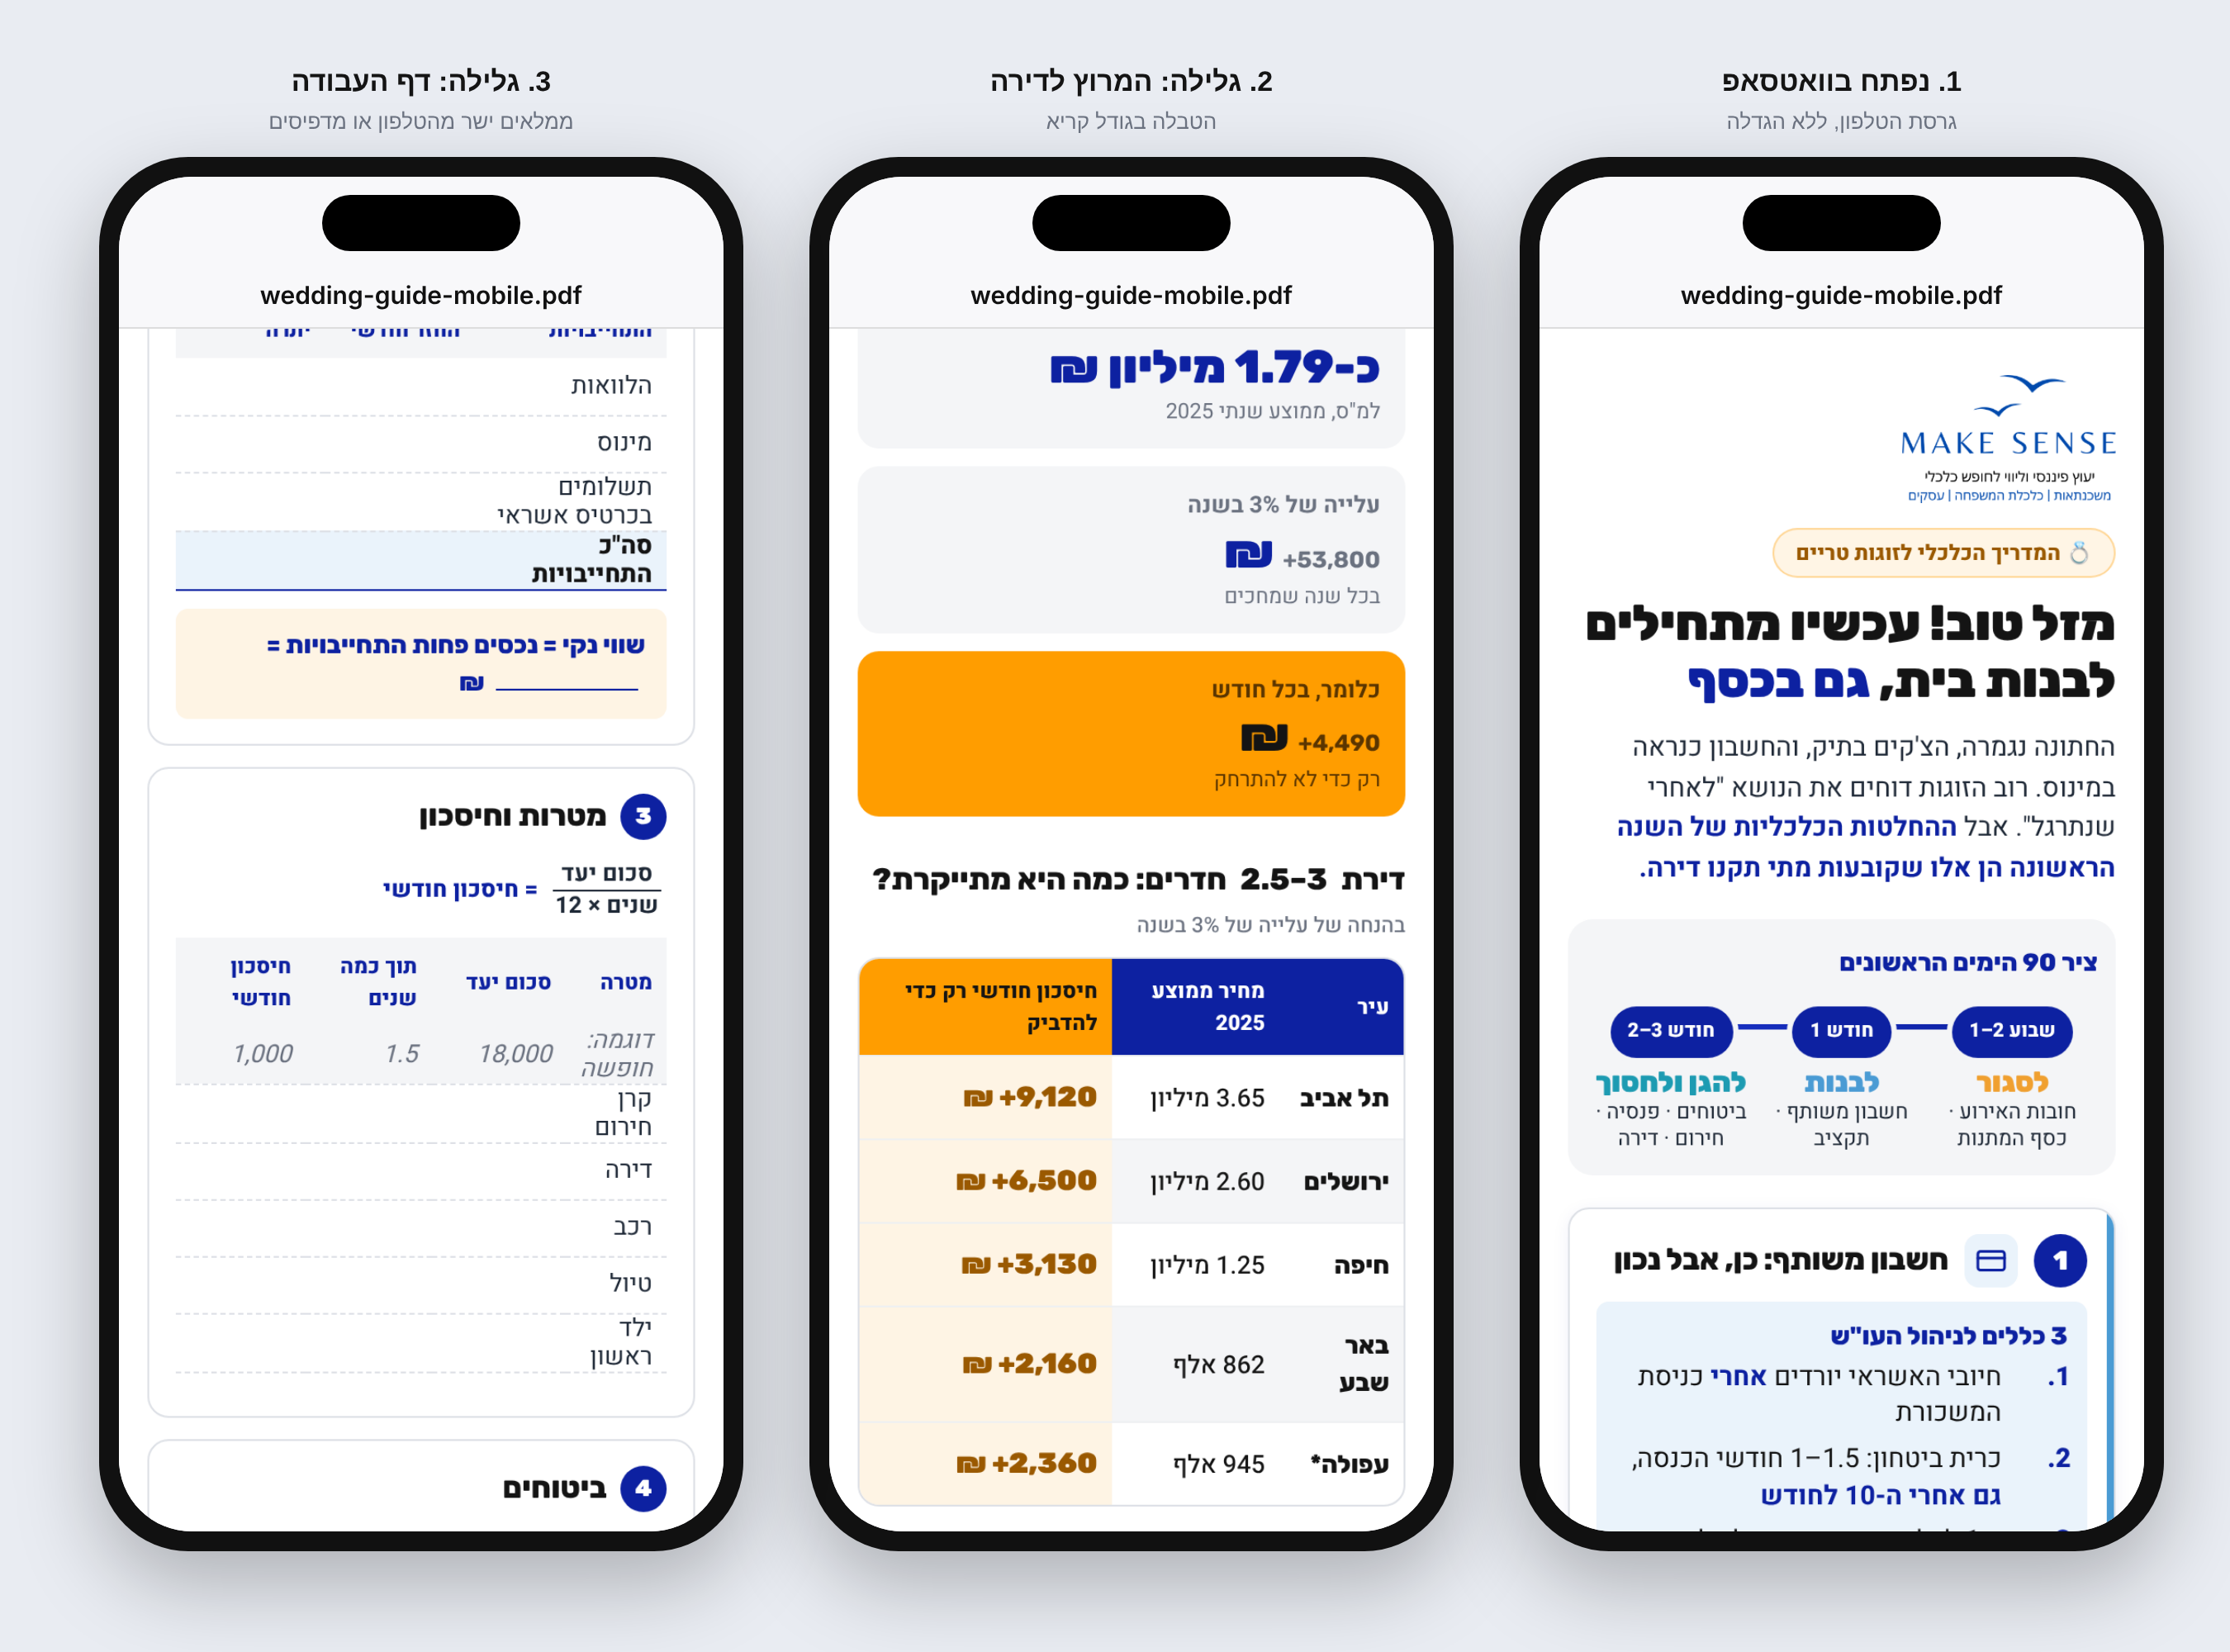 1. נפתח בוואטסאפ
גרסת הטלפון, ללא הגדלה
wedding-guide-mobile.pdf
MAKE SENSE
יעוץ פיננסי וליווי לחופש כלכלי
משכנתאות | כלכלת המשפחה | עסקים
💍 המדריך הכלכלי לזוגות טריים
מזל טוב! עכשיו מתחילים
לבנות בית, גם בכסף
החתונה נגמרה, הצ'קים בתיק, והחשבון כנראה
במינוס. רוב הזוגות דוחים את הנושא "לאחרי
שנתרגל". אבל ההחלטות הכלכליות של השנה
הראשונה הן אלו שקובעות מתי תקנו דירה.
ציר 90 הימים הראשונים
שבוע 1–2
חודש 1
חודש 2–3
לסגור
לבנות
להגן ולחסוך
חובות האירוע ·
כסף המתנות
חשבון משותף ·
תקציב
ביטוחים · פנסיה ·
חירום · דירה
1 חשבון משותף: כן, אבל נכון
3 כללים לניהול העו"ש
1. חיובי האשראי יורדים אחרי כניסת
המשכורת
2. כרית ביטחון: 1–1.5 חודשי הכנסה,
גם אחרי ה-10 לחודש
2. גלילה: המרוץ לדירה
הטבלה בגודל קריא
wedding-guide-mobile.pdf
כ-1.79 מיליון ₪
למ"ס, ממוצע שנתי 2025
עלייה של 3% בשנה
+53,800 ₪
בכל שנה שמחכים
כלומר, בכל חודש
+4,490 ₪
רק כדי לא להתרחק
דירת 2.5–3 חדרים: כמה היא מתייקרת?
בהנחה של עלייה של 3% בשנה
עיר
מחיר ממוצע
2025
חיסכון חודשי רק כדי
להדביק
תל אביב 3.65 מיליון +9,120 ₪
ירושלים 2.60 מיליון +6,500 ₪
חיפה 1.25 מיליון +3,130 ₪
באר
שבע
862 אלף +2,160 ₪
עפולה* 945 אלף +2,360 ₪
3. גלילה: דף העבודה
ממלאים ישר מהטלפון או מדפיסים
wedding-guide-mobile.pdf
התחייבויות החזר חודשי יתרה
הלוואות
מינוס
תשלומים
בכרטיס אשראי
סה"כ
התחייבויות
שווי נקי = נכסים פחות התחייבויות =
₪
3 מטרות וחיסכון
סכום יעד
שנים × 12
= חיסכון חודשי
מטרה
סכום יעד
תוך כמה
שנים
חיסכון
חודשי
דוגמה:
חופשה
18,000 1.5 1,000
קרן
חירום
דירה
רכב
טיול
ילד
ראשון
4 ביטוחים